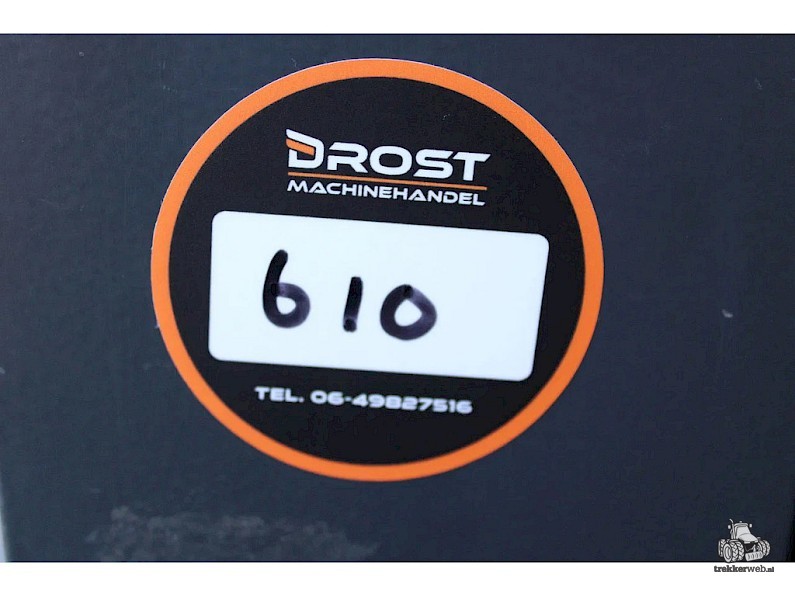 DROST
MACHINEHANDEL
610
TEL. 06-49827516
trekkerweb.nl